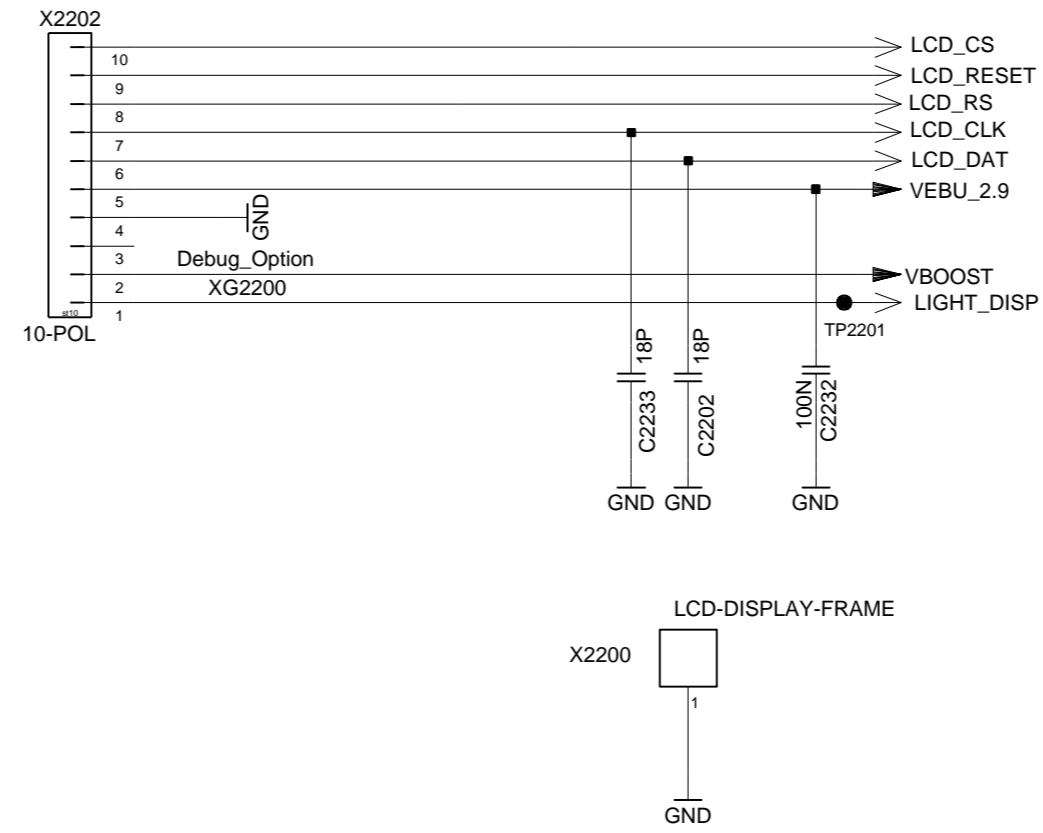 X2202
LCD_CS
10
LCD_RESET
9
LCD_RS
8
LCD_CLK
7
LCD_DAT
6
VEBU_2.9
5
GND
4
Debug_Option
3
VBOOST
XG2200
2
LIGHT_DISP
st10
1
10-POL
TP2201
18P
18P
100N
C2233
C2202
C2232
GND
GND
GND
LCD-DISPLAY-FRAME
X2200
1
GND